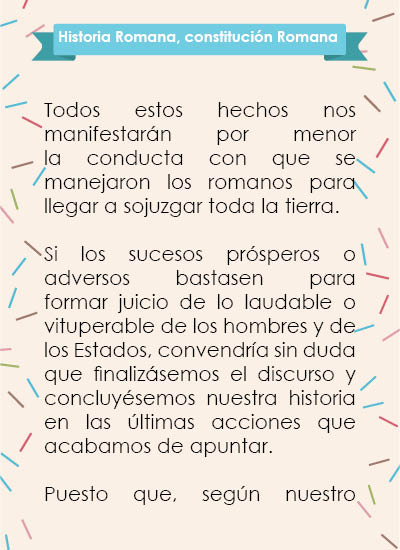 Historia Romana, constitución Romana
Todos estos hechos nos
manifestarán por menor
la conducta con que se
manejaron los romanos para
llegar a sojuzgar toda la tierra.
Si los sucesos prósperos o
adversos bastasen para
formar juicio de lo laudable o
vituperable de los hombres y de
los Estados, convendría sin duda
que finalizásemos el discurso y
concluyésemos nuestra historia
en las últimas acciones que
acabamos de apuntar.
Puesto que, según nuestro